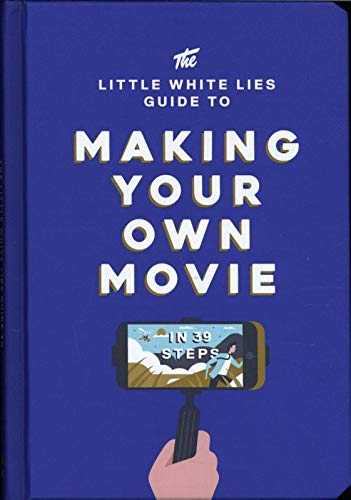 The
LITTLE WHITE LIES
GUIDE TO
MAKING
YOUR
OWN
MOVIE
IN 39
STEPS